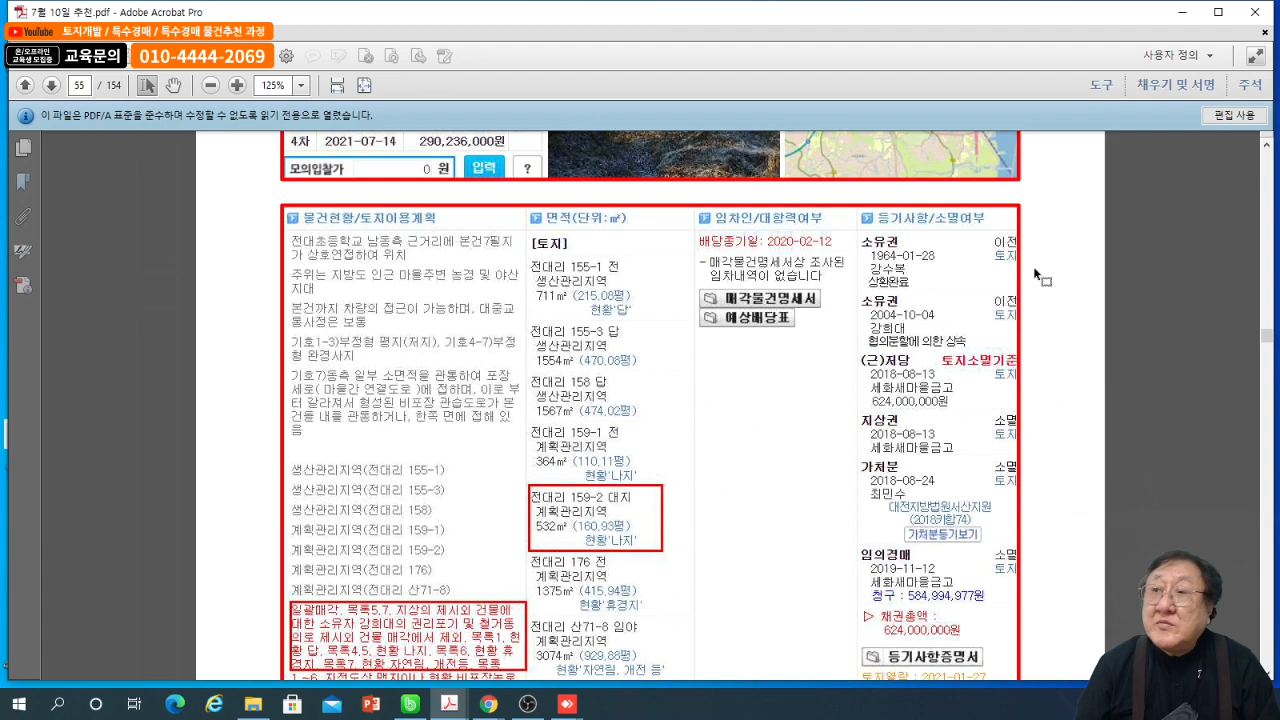 7월 10일 추천.pdf - Adobe Acrobat Pro
YouTube 토지개발 / 특수경매 / 특수경매 물건추천 과정
온/오프라인
교육생 모집중
교육문의
010-4444-2069
사용자 정의
55 / 154
125%
도구
채우기 및 서명
주석
이 파일은 PDF/A 표준을 준수하며 수정할 수 없도록 읽기 전용으로 열렸습니다.
편집 사용
4차 2021-07-14 290,236,000원
모의입찰가 0 원 입력 ?
물건현황/토지이용계획
전대초등학교 남동측 근거리에 본건7필지
가 상호연접하여 위치
주위는 지방도 인근 마을주변 농경 및 야산
지대
본건까지 차량의 접근이 가능하며, 대중교
통사정은 보통
기호1-3)부정형 평지(저지), 기호4-7)부정
형 완경사지
기호7)동측 일부 소면적을 관통하여 포장
세로( 마을간 연결도로 )에 접하며, 이로 부
터 갈라져서 형성된 비포장 관습도로가 본
건들 내를 관통하거나, 한쪽 면에 접해 있
음
생산관리지역(전대리 155-1)
생산관리지역(전대리 155-3)
생산관리지역(전대리 158)
계획관리지역(전대리 159-1)
계획관리지역(전대리 159-2)
계획관리지역(전대리 176)
계획관리지역(전대리 산71-8)
일괄매각. 목록5,7. 지상의 제시외 건물에
대한 소유자 강희대의 권리포기 및 철거동
의로 제시외 건물 매각에서 제외. 목록1. 현
황 답. 목록4.5. 현황 나지. 목록6. 현황 휴
경지. 목록7. 현황 자연림, 개전등. 목록
1.~6. 지적도상 맹지이나 현황 비포장농로
면적(단위:㎡)
[토지]
전대리 155-1 전
생산관리지역
711㎡ (215.08평)
현황'답'
전대리 155-3 답
생산관리지역
1554㎡ (470.08평)
전대리 158 답
생산관리지역
1567㎡ (474.02평)
전대리 159-1 전
계획관리지역
364㎡ (110.11평)
현황'나지'
전대리 159-2 대지
계획관리지역
532㎡ (160.93평)
현황'나지'
전대리 176 전
계획관리지역
1375㎡ (415.94평)
현황'휴경지'
전대리 산71-8 임야
계획관리지역
3074㎡ (929.88평)
현황'자연림, 개전 등'
임차인/대항력여부
배당종기일: 2020-02-12
- 매각물건명세서상 조사된
임차내역이 없습니다
매각물건명세서
예상배당표
등기사항/소멸여부
소유권 이전
1964-01-28 토지
강수복
상환완료
소유권 이전
2004-10-04 토지
강희대
협의분할에 의한 상속
(근)저당 토지소멸기준
2018-08-13 토지
세화새마을금고
624,000,000원
지상권 소멸
2018-08-13 토지
세화새마을금고
가처분 소멸
2018-08-24 토지
최민수
대전지방법원서산지원
(2018카합74)
가처분등기보기
임의경매 소멸
2019-11-12 토지
세화새마을금고
청구 : 584,994,977원
▷ 채권총액 :
624,000,000원
등기사항증명서
토지열람 : 2021-01-27